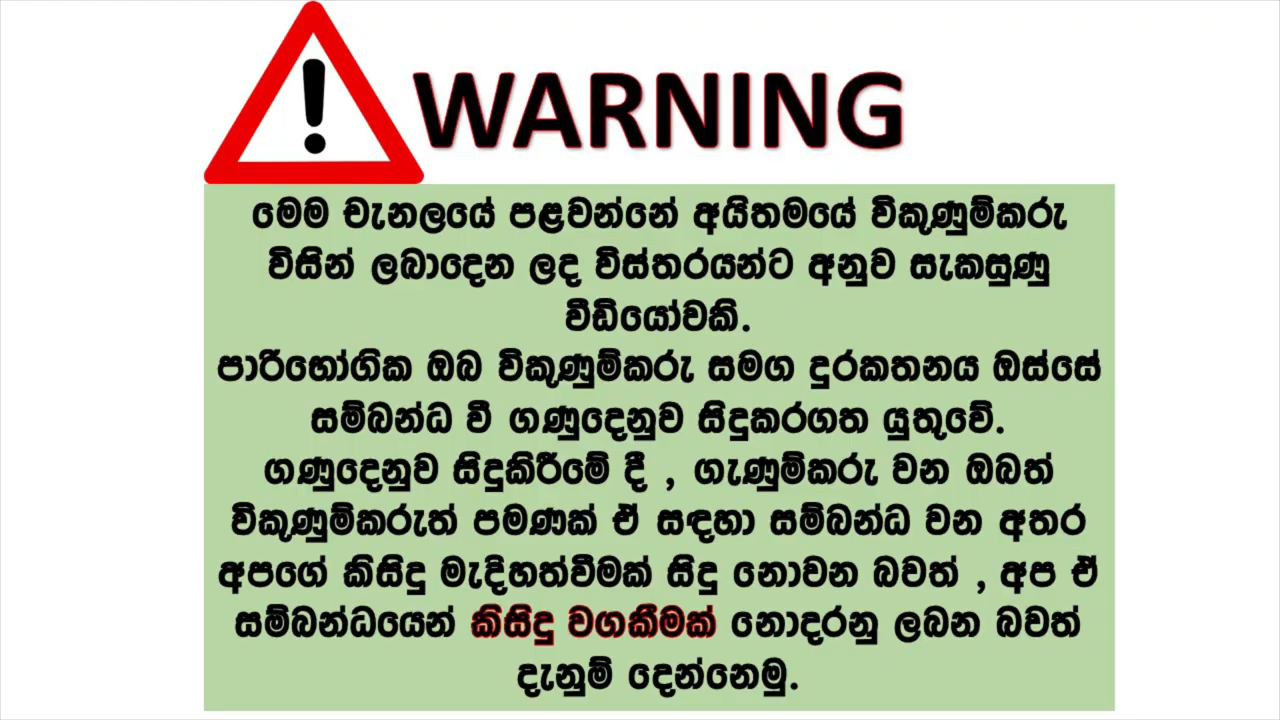 WARNING
මෙම චැනලයේ පළවන්නේ අයිතමයේ විකුණුම්කරු
විසින් ලබාදෙන ලද විස්තරයන්ට අනුව සැකසුණු
වීඩියෝවකි.
පාරිභෝගික ඔබ විකුණුම්කරු සමග දුරකතනය ඔස්සේ
සම්බන්ධ වී ගණුදෙනුව සිදුකරගත යුතුවේ.
ගණුදෙනුව සිදුකිරීමේ දී , ගැණුම්කරු වන ඔබත්
විකුණුම්කරුත් පමණක් ඒ සඳහා සම්බන්ධ වන අතර
අපගේ කිසිදු මැදිහත්වීමක් සිදු නොවන බවත් , අප ඒ
සම්බන්ධයෙන් කිසිදු වගකීමක් නොදරනු ලබන බවත්
දැනුම් දෙන්නෙමු.